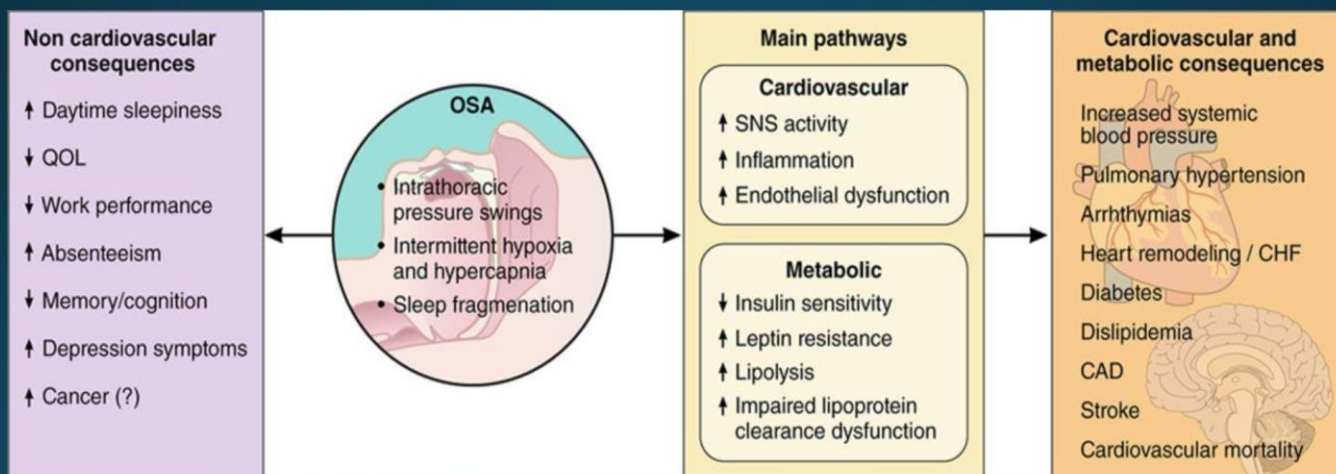 Non cardiovascular
consequences
↑ Daytime sleepiness
↓ QOL
↓ Work performance
↑ Absenteeism
↓ Memory/cognition
↑ Depression symptoms
↑ Cancer (?)
OSA
• Intrathoracic
pressure swings
• Intermittent hypoxia
and hypercapnia
• Sleep fragmenation
Main pathways
Cardiovascular
↑ SNS activity
↑ Inflammation
↑ Endothelial dysfunction
Metabolic
↓ Insulin sensitivity
↑ Leptin resistance
↑ Lipolysis
↑ Impaired lipoprotein
clearance dysfunction
Cardiovascular and
metabolic consequences
Increased systemic
blood pressure
Pulmonary hypertension
Arrhythmias
Heart remodeling / CHF
Diabetes
Dislipidemia
CAD
Stroke
Cardiovascular mortality